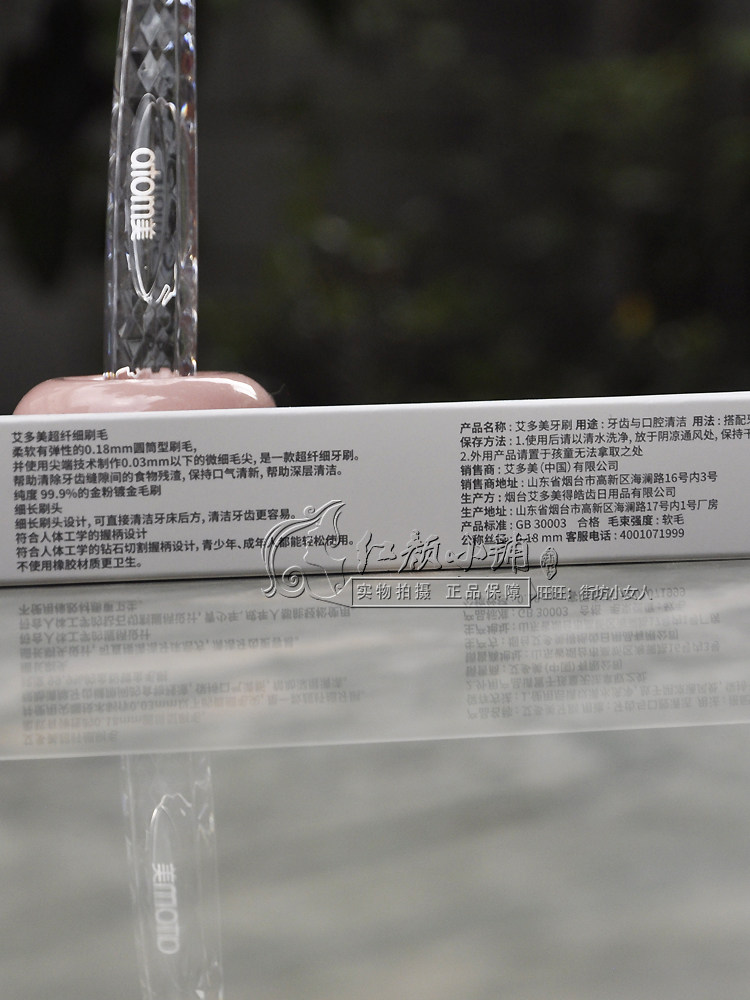 atom美
艾多美超纤细刷毛
柔软有弹性的0.18mm圆筒型刷毛，
并使用尖端技术制作0.03mm以下的微细毛尖，是一款超纤细牙刷。
帮助清除牙齿缝隙间的食物残渣，保持口气清新，帮助深层清洁。
纯度 99.9%的金粉镀金毛刷
细长刷头
细长刷头设计，可直接清洁牙床后方，清洁牙齿更容易。
符合人体工学的握柄设计
符合人体工学的钻石切割握柄设计，青少年、成年人都能轻松使用。
不使用橡胶材质更卫生。
产品名称：艾多美牙刷 用途：牙齿与口腔清洁 用法：搭配牙
保存方法：1.使用后请以清水洗净，放于阴凉通风处，保持干
2.外用产品请置于孩童无法拿取之处
销售商：艾多美（中国）有限公司
销售商地址：山东省烟台市高新区海澜路16号内3号
生产方：烟台艾多美得皓齿日用品有限公司
生产地址：山东省烟台市高新区海澜路17号内1号厂房
产品标准：GB 30003 合格 毛束强度：软毛
公称丝径：0.18 mm 客服电话：4001071999
红颜小铺
实物拍摄 正品保障
旺旺：街坊小女人